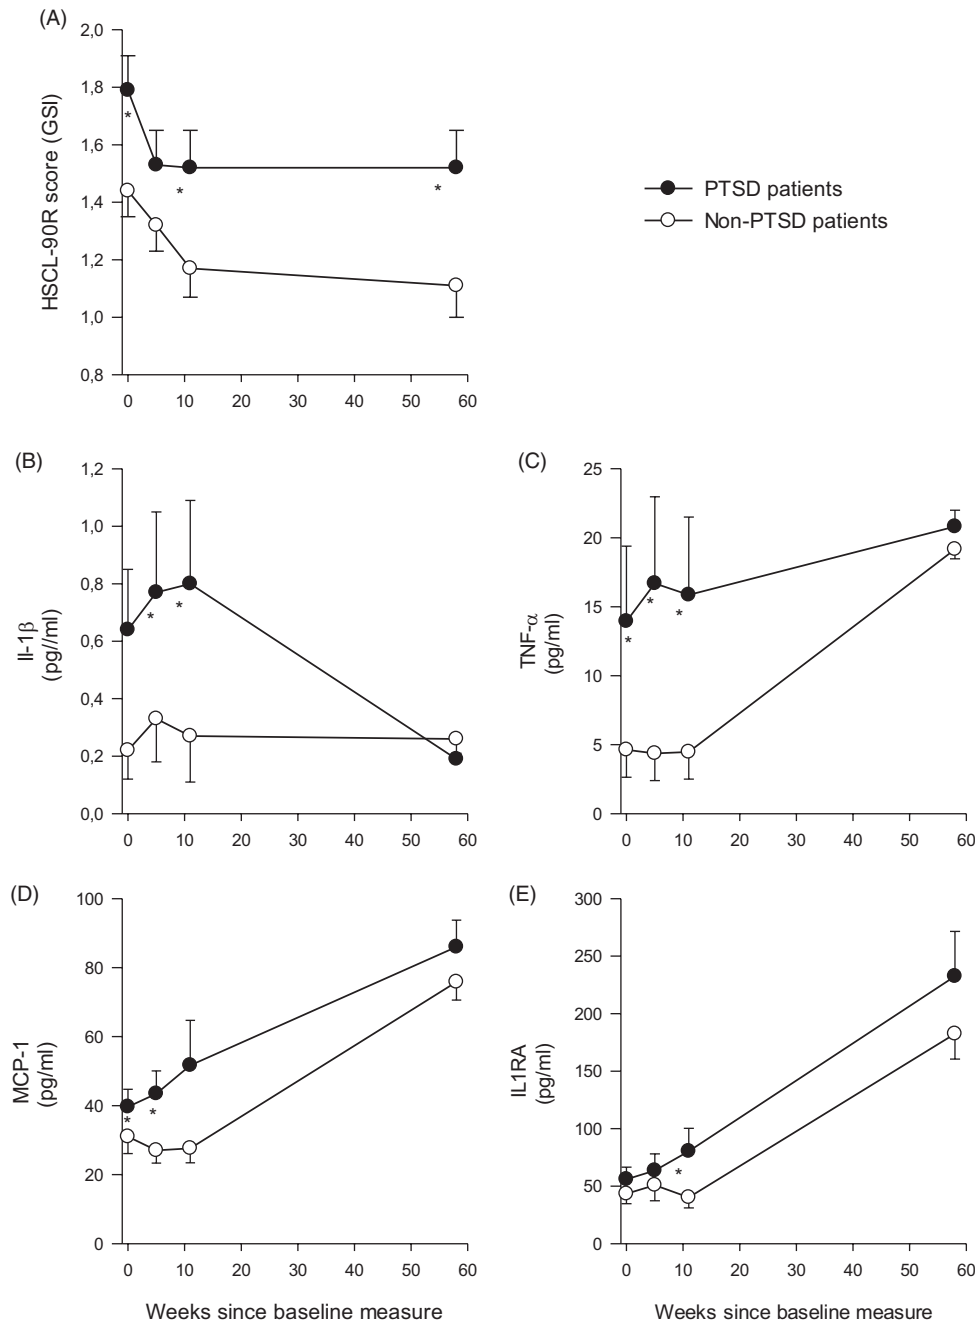 (A)
2,0
1,8
1,6
1,4
1,2
1,0
0,8
HSCL-90R score (GSI)
*
*
*
0 10 20 30 40 50 60
PTSD patients
Non-PTSD patients
(B)
1,2
1,0
0,8
0,6
0,4
0,2
0,0
Il-1β
(pg//ml)
*
*
0 10 20 30 40 50 60
(C)
25
20
15
10
5
0
TNF-α
(pg/ml)
*
*
*
0 10 20 30 40 50 60
(D)
100
80
60
40
20
0
MCP-1
(pg/ml)
*
*
0 10 20 30 40 50 60
Weeks since baseline measure
(E)
300
250
200
150
100
50
0
IL1RA
(pg/ml)
*
0 10 20 30 40 50 60
Weeks since baseline measure